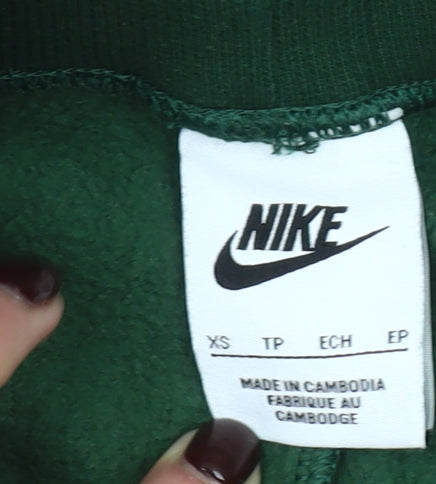 NIKE
XS TP ECH EP
MADE IN CAMBODIA
FABRIQUE AU
CAMBODGE